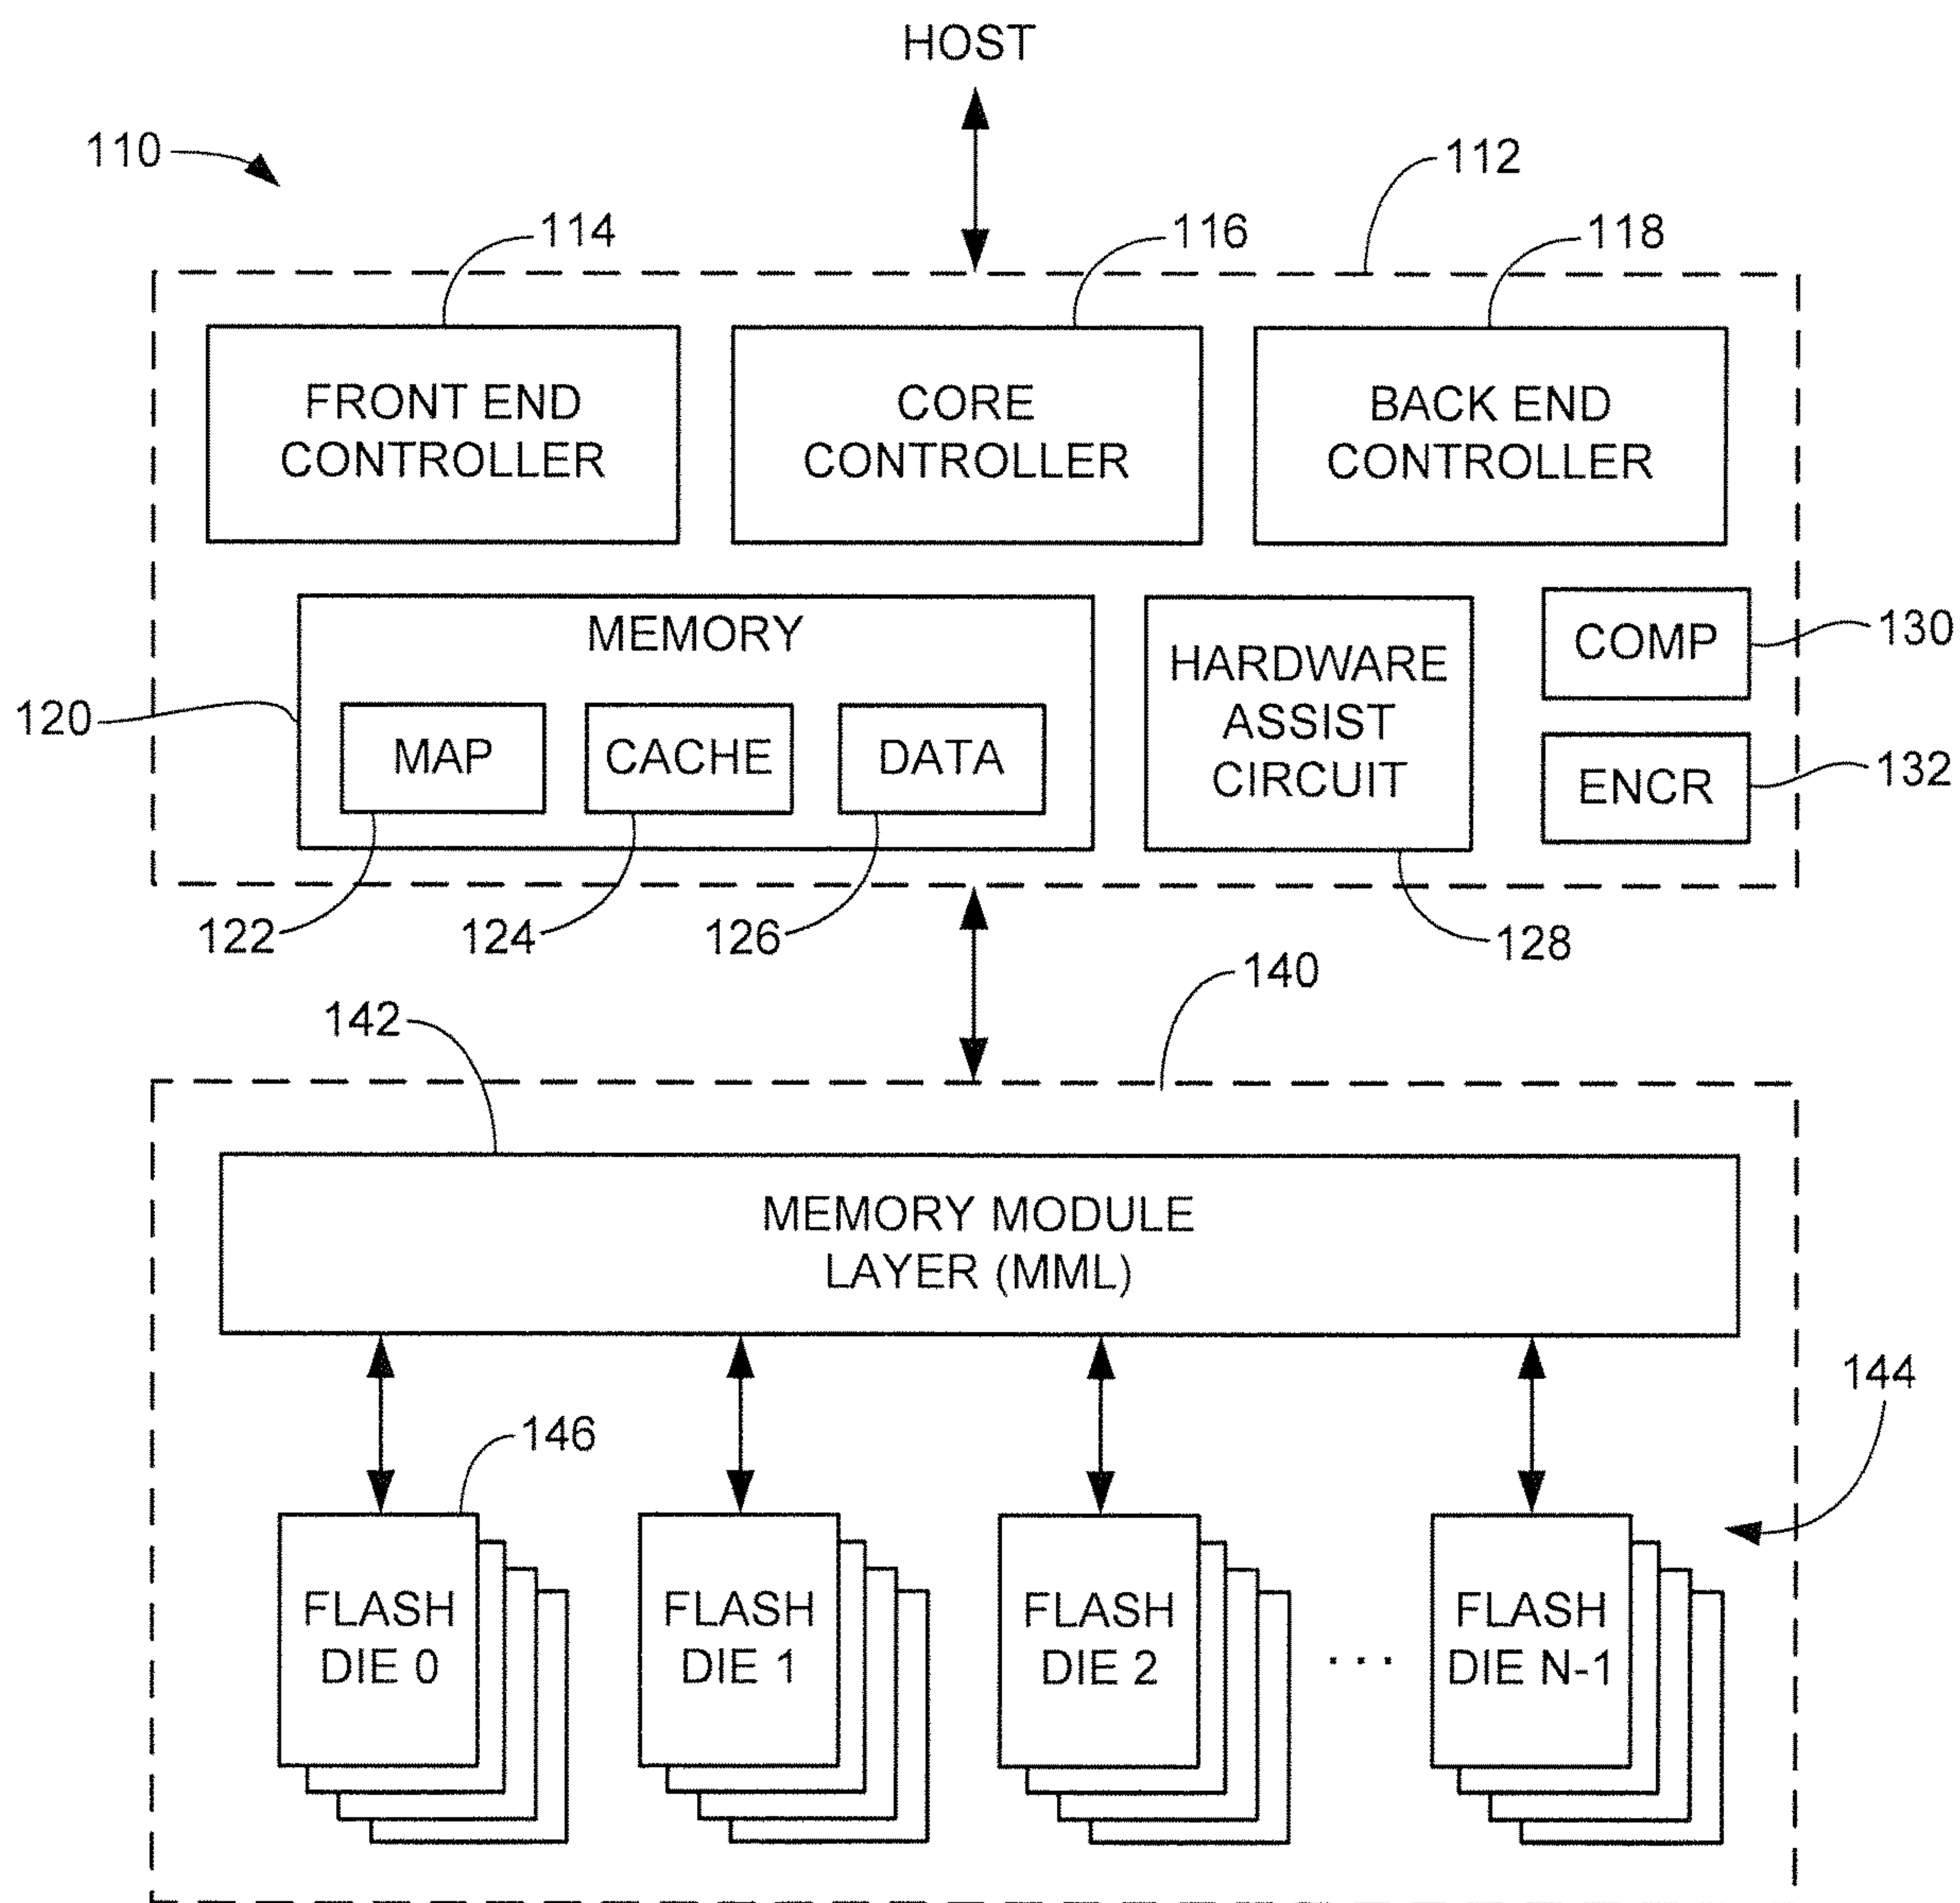 HOST
110
112
114
116
118
FRONT END
CONTROLLER
CORE
CONTROLLER
BACK END
CONTROLLER
MEMORY
HARDWARE
ASSIST
CIRCUIT
COMP
130
120
MAP
CACHE
DATA
ENCR
132
122
124
126
128
140
142
MEMORY MODULE
LAYER (MML)
144
146
FLASH
DIE 0
FLASH
DIE 1
FLASH
DIE 2
...
FLASH
DIE N-1